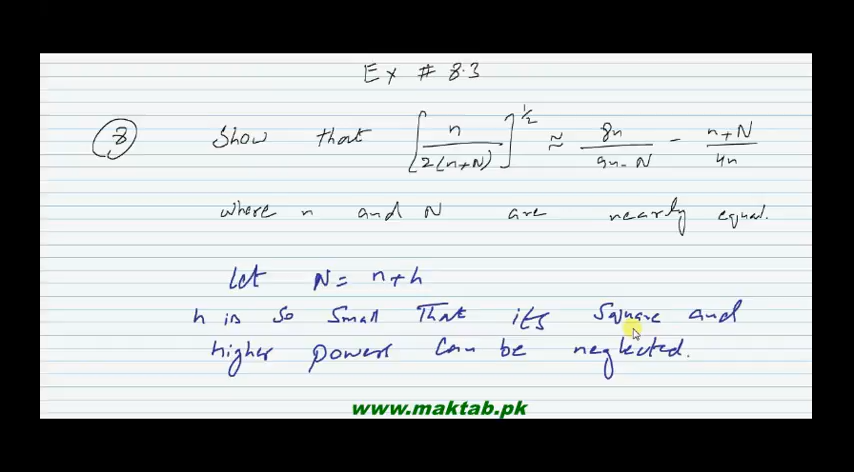 Ex # 8.3
8 Show that [n / 2(n+N)]^1/2 ≈ 8n / 9n - N - n+N / 4n
where n and N are nearly equal.
Let N = n+h
h is so small that its square and
higher powers can be neglected.
www.maktab.pk